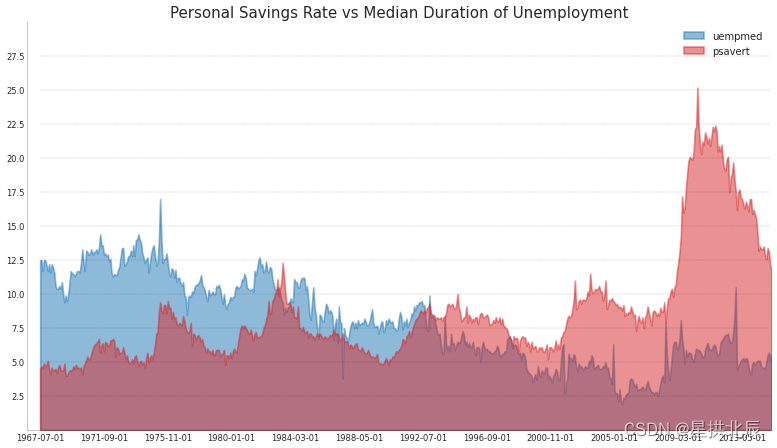 Personal Savings Rate vs Median Duration of Unemployment
uempmed
psavert
27.5
25.0
22.5
20.0
17.5
15.0
12.5
10.0
7.5
5.0
2.5
1967-07-01 1971-09-01 1975-11-01 1980-01-01 1984-03-01 1988-05-01 1992-07-01 1996-09-01 2000-11-01 2005-01-01 2009-03-01 2013-05-01
CSDN @星拱北辰